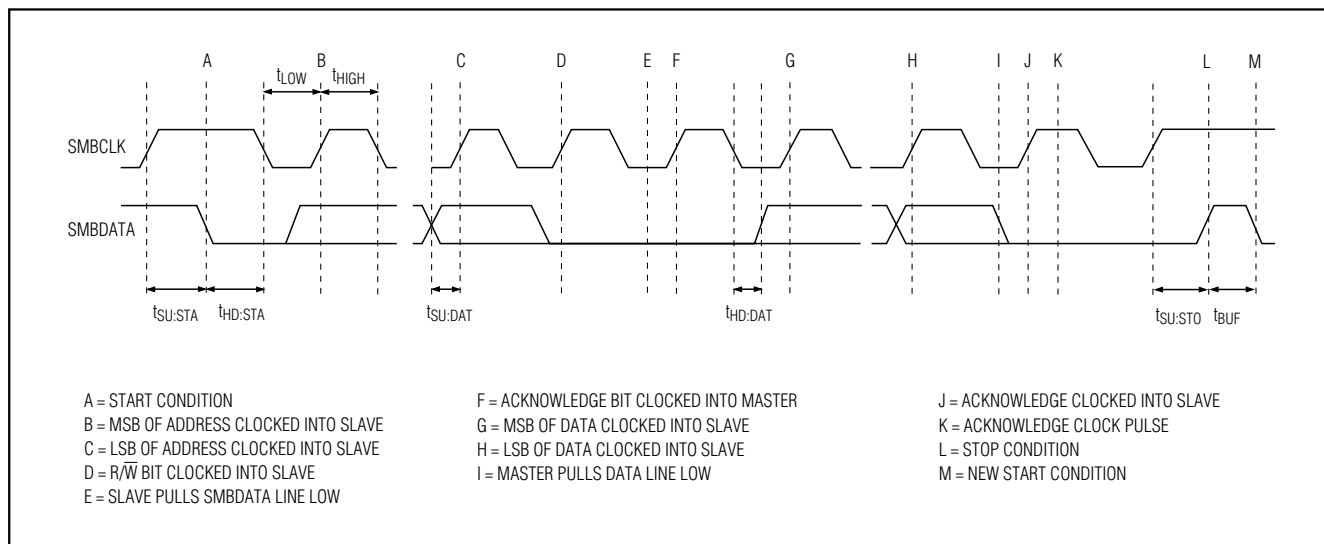 A B C D E F G H I J K L M
tLOW tHIGH
SMBCLK
SMBDATA
tSU:STA tHD:STA tSU:DAT tHD:DAT tSU:STO tBUF
A = START CONDITION
B = MSB OF ADDRESS CLOCKED INTO SLAVE
C = LSB OF ADDRESS CLOCKED INTO SLAVE
D = R/W̅ BIT CLOCKED INTO SLAVE
E = SLAVE PULLS SMBDATA LINE LOW
F = ACKNOWLEDGE BIT CLOCKED INTO MASTER
G = MSB OF DATA CLOCKED INTO SLAVE
H = LSB OF DATA CLOCKED INTO SLAVE
I = MASTER PULLS DATA LINE LOW
J = ACKNOWLEDGE CLOCKED INTO SLAVE
K = ACKNOWLEDGE CLOCK PULSE
L = STOP CONDITION
M = NEW START CONDITION